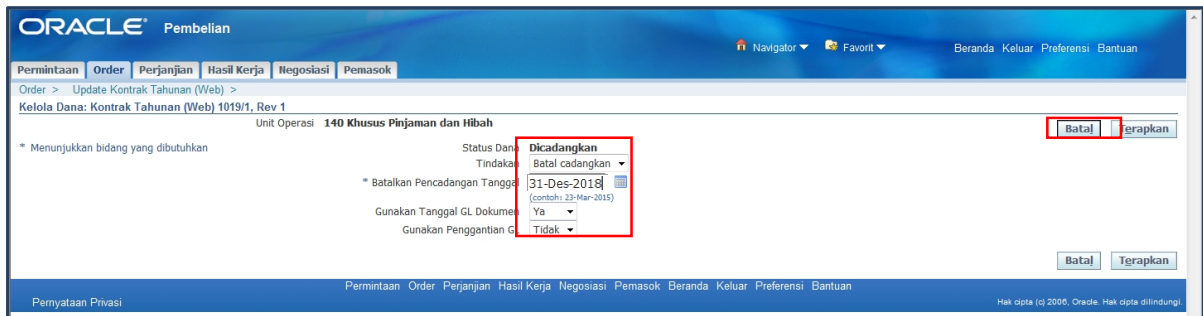 ORACLE Pembelian
Navigator Favorit Beranda Keluar Preferensi Bantuan
Permintaan Order Perjanjian Hasil Kerja Negosiasi Pemasok
Order > Update Kontrak Tahunan (Web) >
Kelola Dana: Kontrak Tahunan (Web) 1019/1, Rev 1
Unit Operasi 140 Khusus Pinjaman dan Hibah
Batal Terapkan
* Menunjukkan bidang yang dibutuhkan
Status Dana Dicadangkan
Tindakan Batal cadangkan
* Batalkan Pencadangan Tanggal 31-Des-2018
(contoh: 23-Mar-2015)
Gunakan Tanggal GL Dokumen Ya
Gunakan Penggantian GL Tidak
Batal Terapkan
Permintaan Order Perjanjian Hasil Kerja Negosiasi Pemasok Beranda Keluar Preferensi Bantuan
Pernyataan Privasi
Hak cipta (c) 2006, Oracle. Hak cipta dilindungi.